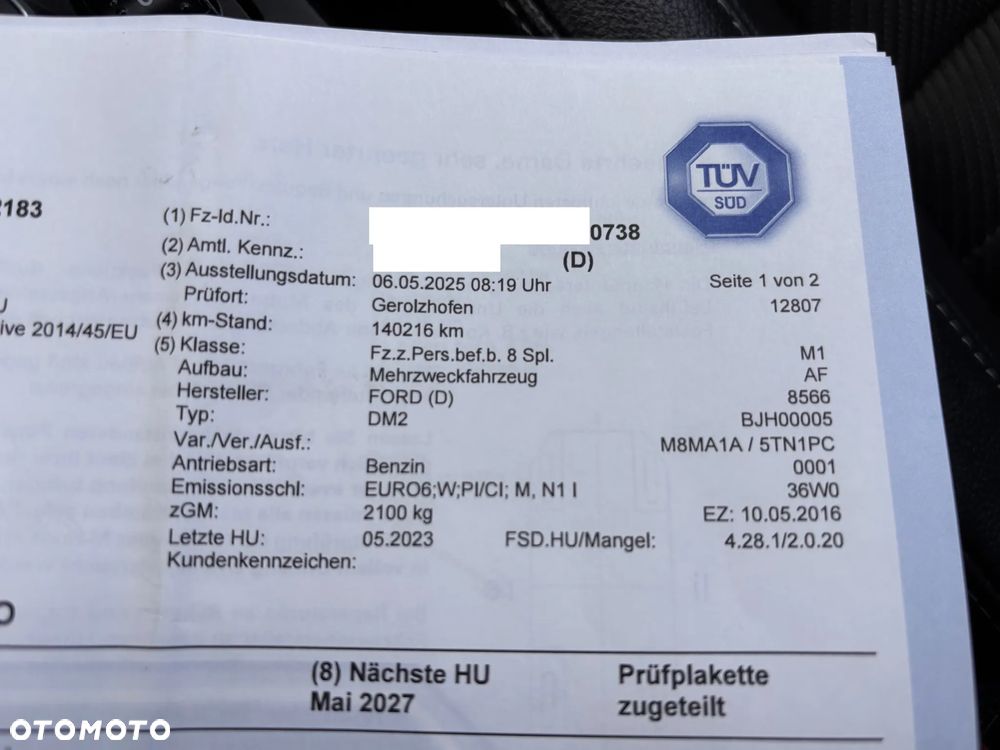 TÜV
SÜD
2183
(1) Fz-Id.Nr.: 0738
(2) Amtl. Kennz.: (D)
(3) Ausstellungsdatum: 06.05.2025 08:19 Uhr Seite 1 von 2
Prüfort: Gerolzhofen 12807
ive 2014/45/EU
(4) km-Stand: 140216 km
(5) Klasse: Fz.z.Pers.bef.b. 8 Spl. M1
Aufbau: Mehrzweckfahrzeug AF
Hersteller: FORD (D) 8566
Typ: DM2 BJH00005
Var./Ver./Ausf.: M8MA1A / 5TN1PC
Antriebsart: Benzin 0001
Emissionsschl: EURO6;W;PI/CI; M, N1 I 36W0
zGM: 2100 kg EZ: 10.05.2016
Letzte HU: 05.2023 FSD.HU/Mangel: 4.28.1/2.0.20
Kundenkennzeichen:
(8) Nächste HU Prüfplakette
Mai 2027 zugeteilt
OTOMOTO